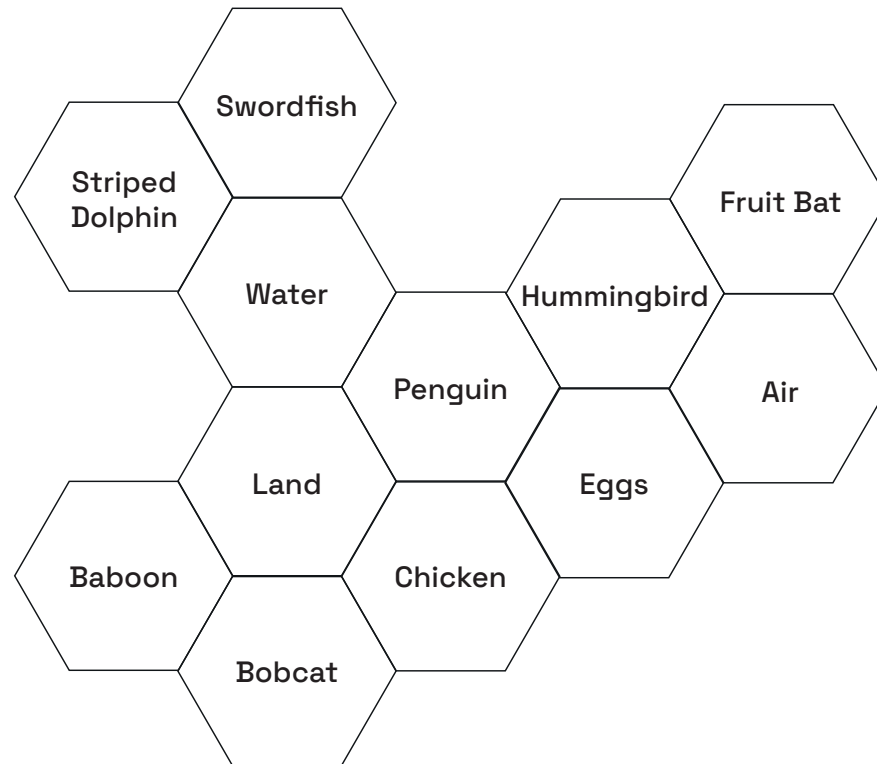 Swordfish
Striped
Dolphin
Fruit Bat
Water
Hummingbird
Penguin
Air
Land
Eggs
Baboon
Chicken
Bobcat